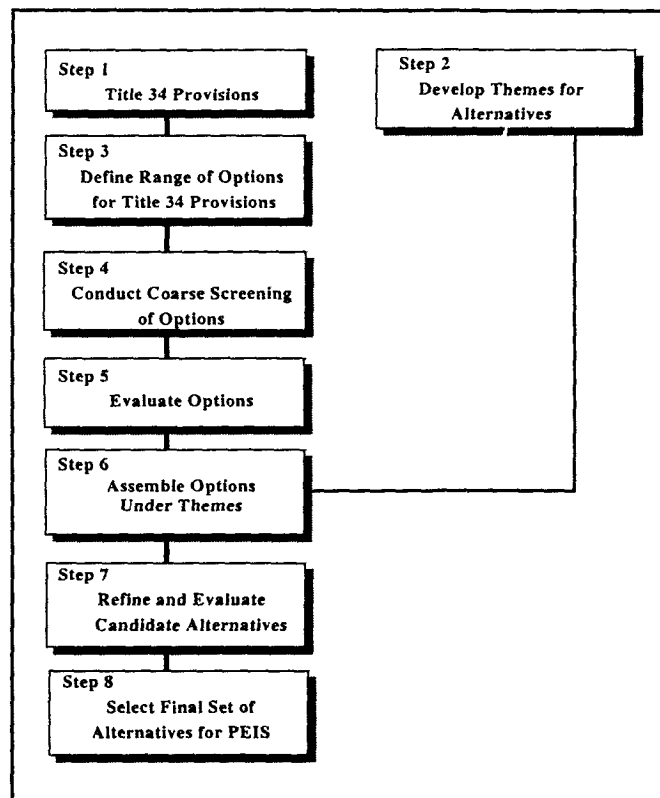 Step 1
Title 34 Provisions
Step 2
Develop Themes for
Alternatives
Step 3
Define Range of Options
for Title 34 Provisions
Step 4
Conduct Coarse Screening
of Options
Step 5
Evaluate Options
Step 6
Assemble Options
Under Themes
Step 7
Refine and Evaluate
Candidate Alternatives
Step 8
Select Final Set of
Alternatives for PEIS